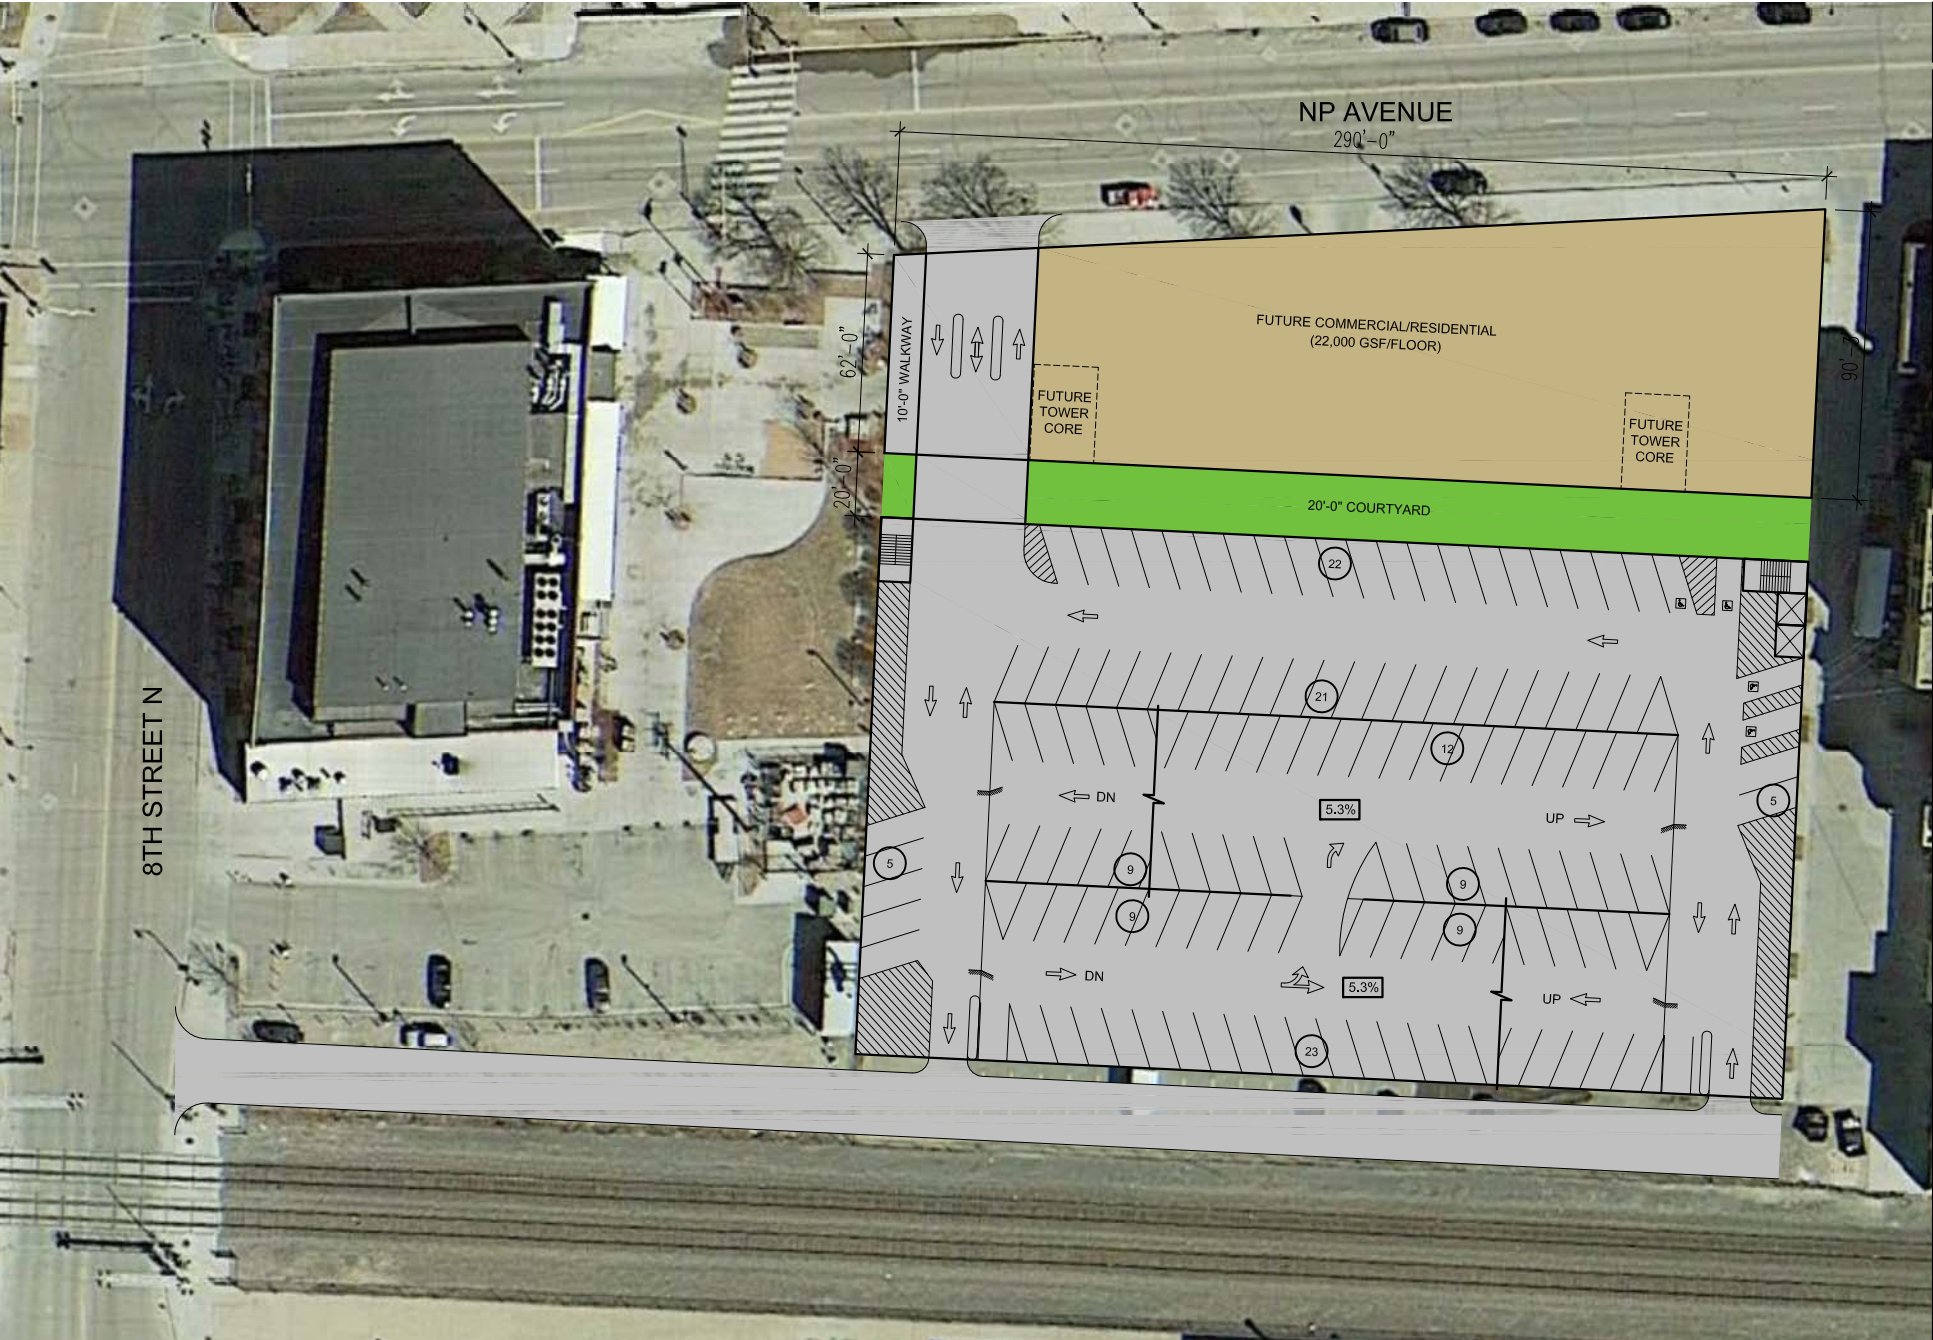 NP AVENUE
290'-0"
62'-0"
10'-0" WALKWAY
FUTURE COMMERCIAL/RESIDENTIAL
(22,000 GSF/FLOOR)
FUTURE
TOWER
CORE
FUTURE
TOWER
CORE
20'-0"
20'-0" COURTYARD
22
21
12
8TH STREET N
DN
5.3%
UP
5
5
9
9
9
9
DN
5.3%
UP
23